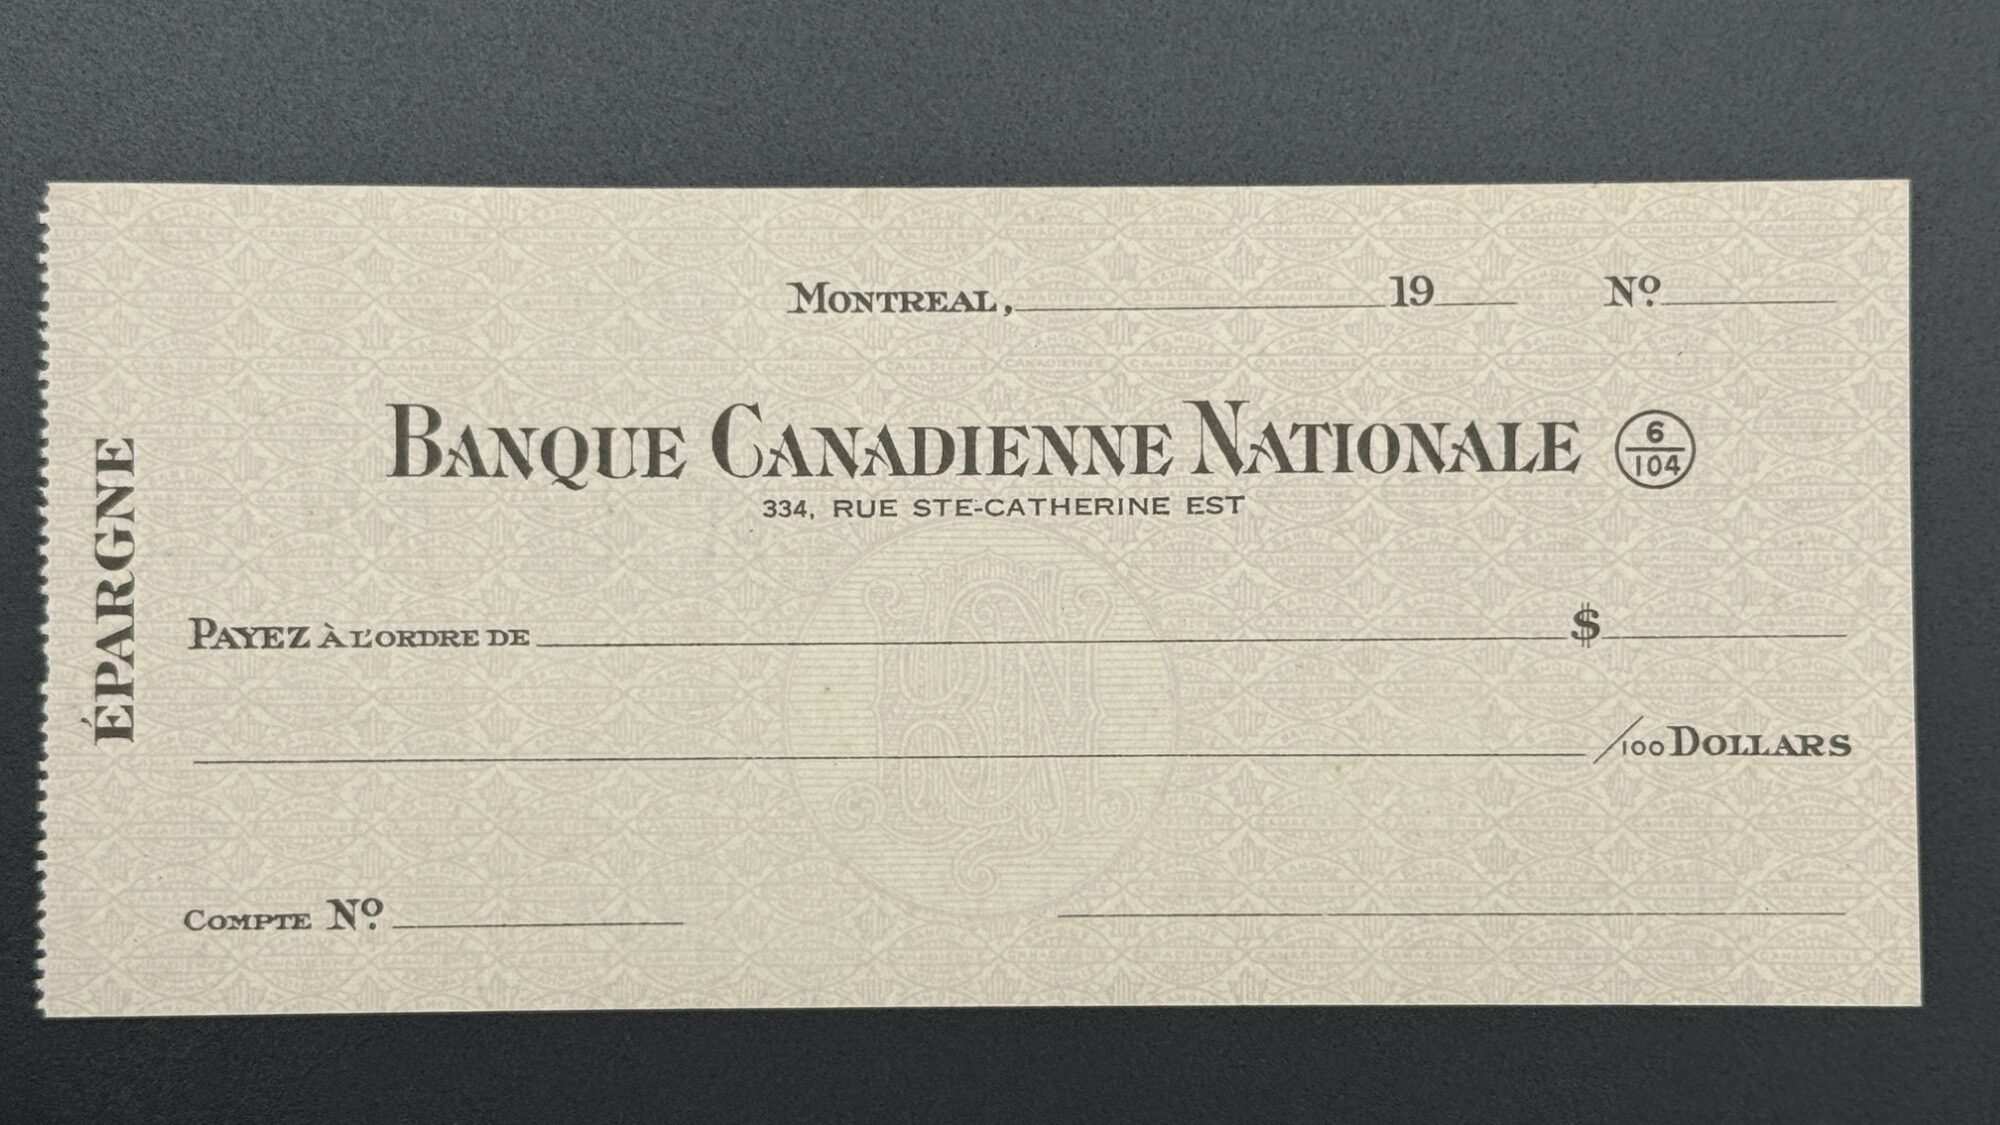 MONTREAL, 19 Nº
BANQUE CANADIENNE NATIONALE 6/104
334, RUE STE-CATHERINE EST
ÉPARGNE
PAYEZ À L'ORDRE DE $
/100 DOLLARS
COMPTE Nº